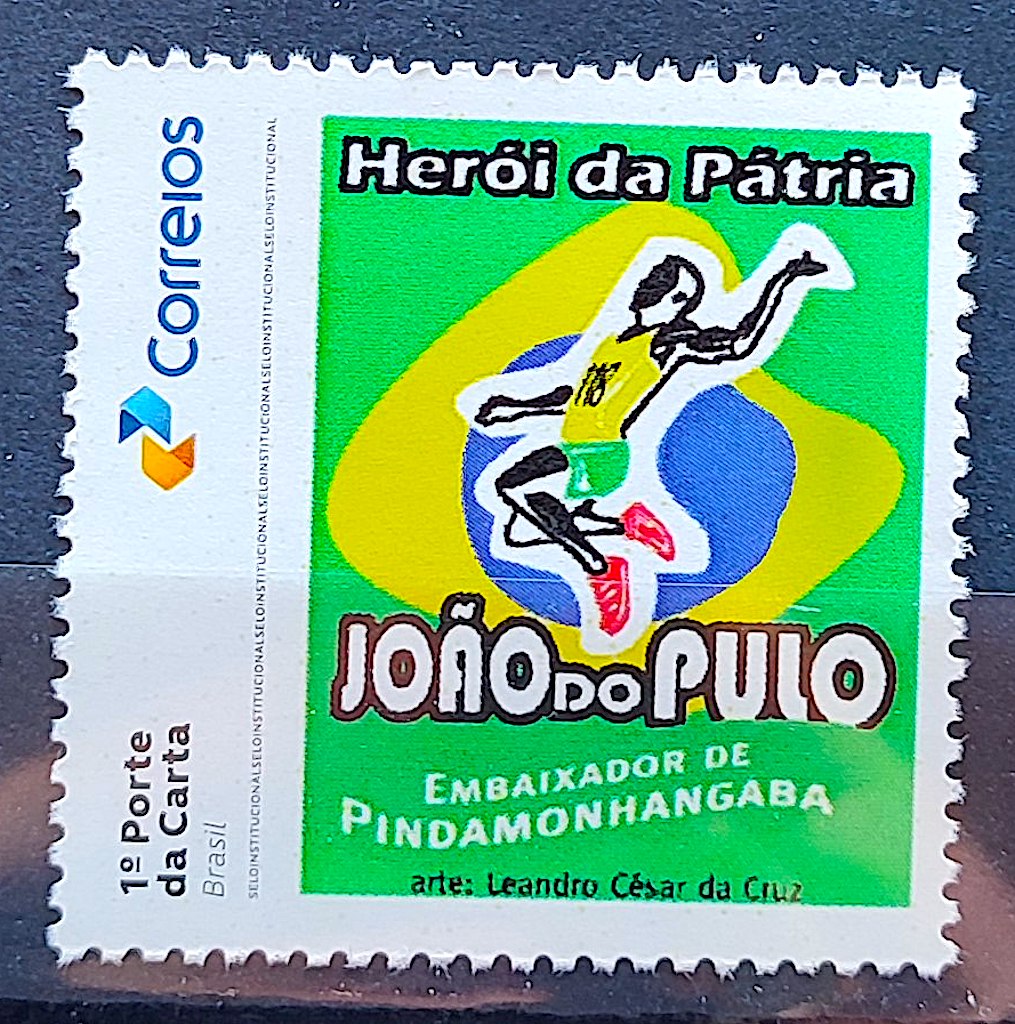 Correios
1º Porte
da Carta
Brasil
SELOINSTITUCIONALSELOINSTITUCIONALSELOINSTITUCIONALSELOINSTITUCIONALSELOINSTITUCIONALSELOINSTITUCIONALSELOINSTITUCIONAL
Herói da Pátria
JOÃO DO PULO
EMBAIXADOR DE
PINDAMONHANGABA
arte: Leandro César da Cruz